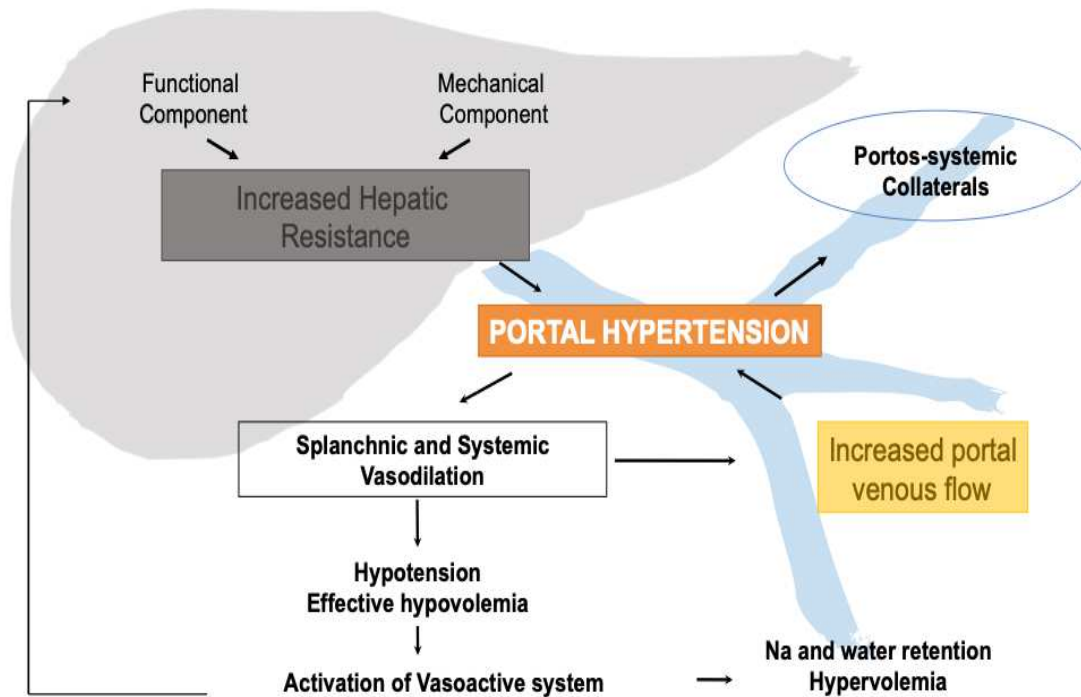 Functional
Component
Mechanical
Component
Increased Hepatic
Resistance
Portos-systemic
Collaterals
PORTAL HYPERTENSION
Splanchnic and Systemic
Vasodilation
Increased portal
venous flow
Hypotension
Effective hypovolemia
Activation of Vasoactive system
Na and water retention
Hypervolemia